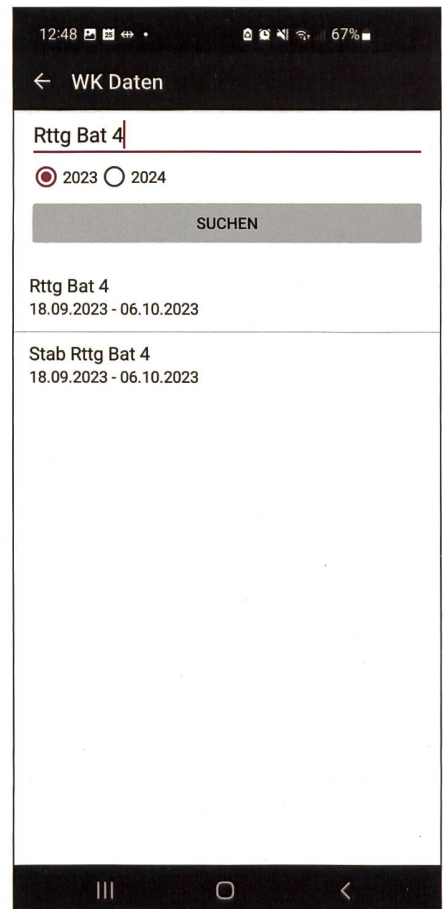 12:48
67%
← WK Daten
Rttg Bat 4
2023 2024
SUCHEN
Rttg Bat 4
18.09.2023 - 06.10.2023
Stab Rttg Bat 4
18.09.2023 - 06.10.2023